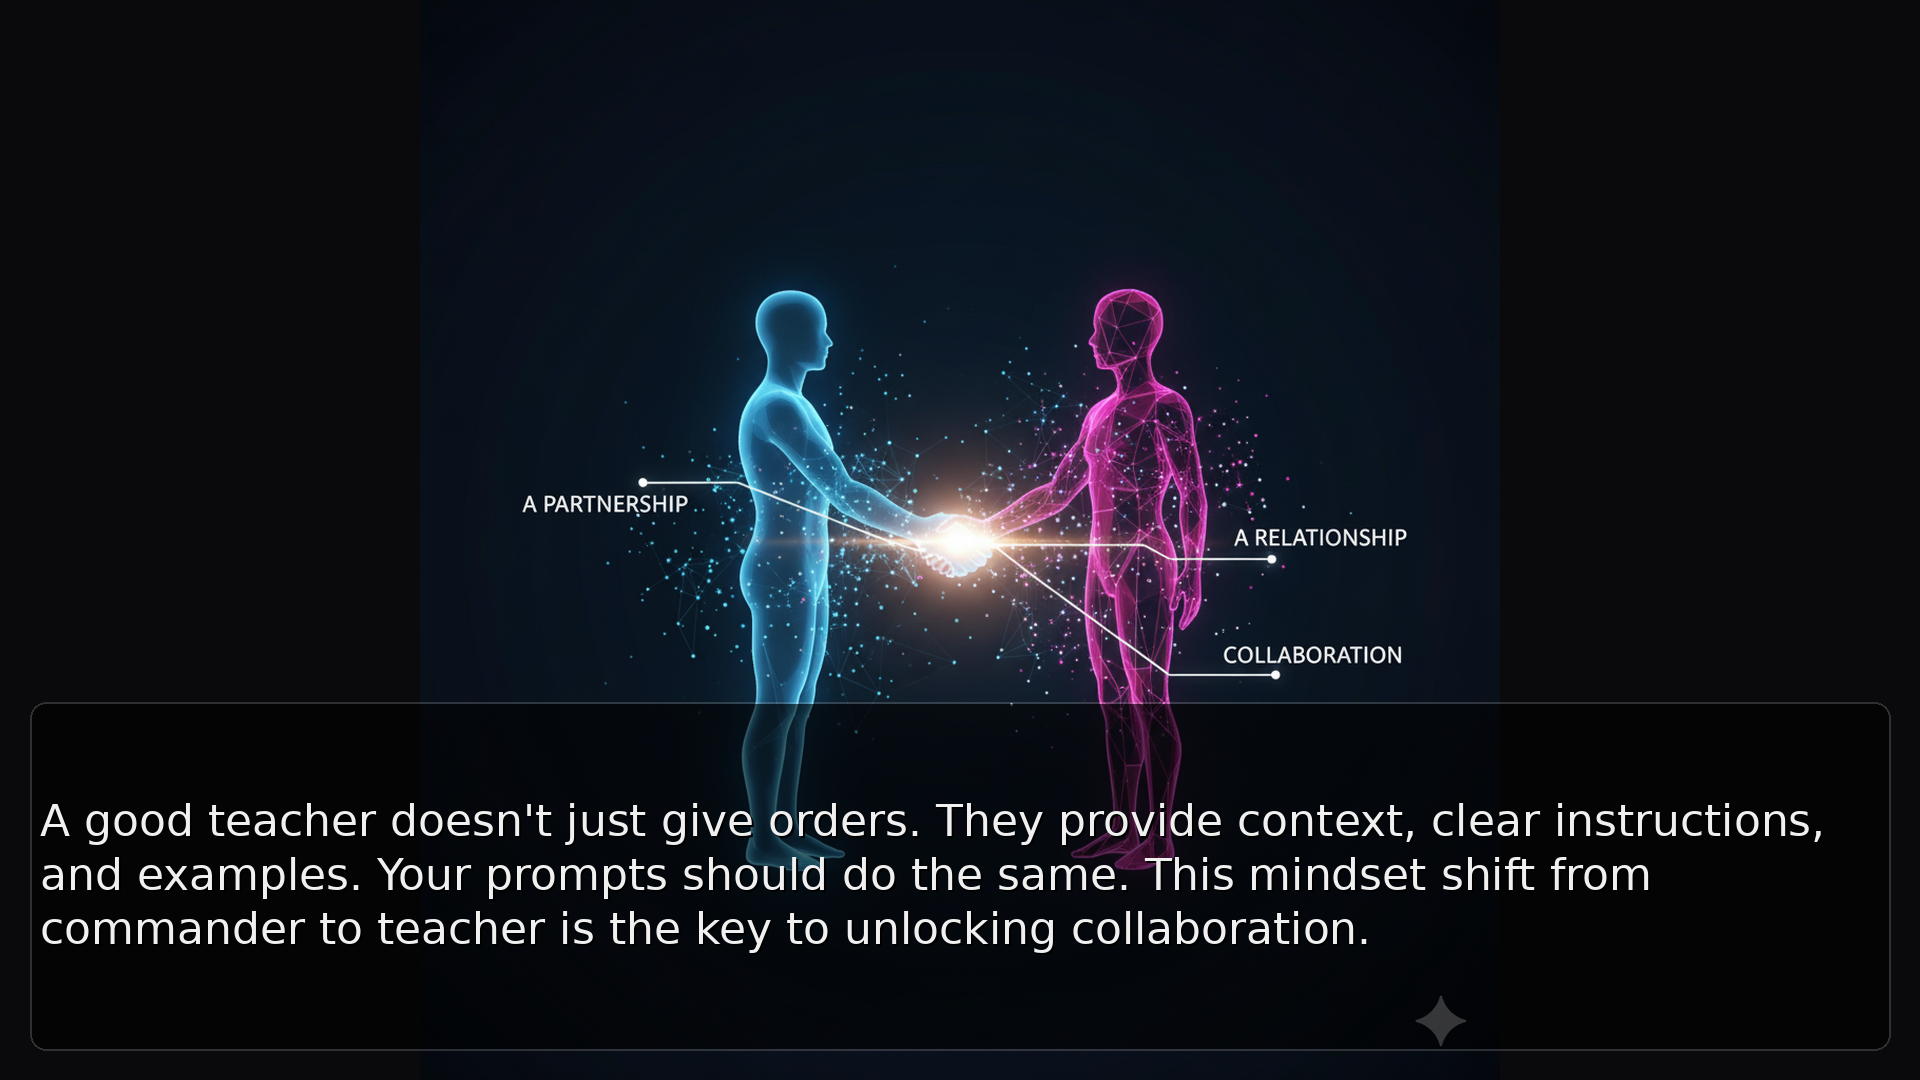 A PARTNERSHIP
A RELATIONSHIP
COLLABORATION
A good teacher doesn't just give orders. They provide context, clear instructions,
and examples. Your prompts should do the same. This mindset shift from
commander to teacher is the key to unlocking collaboration.